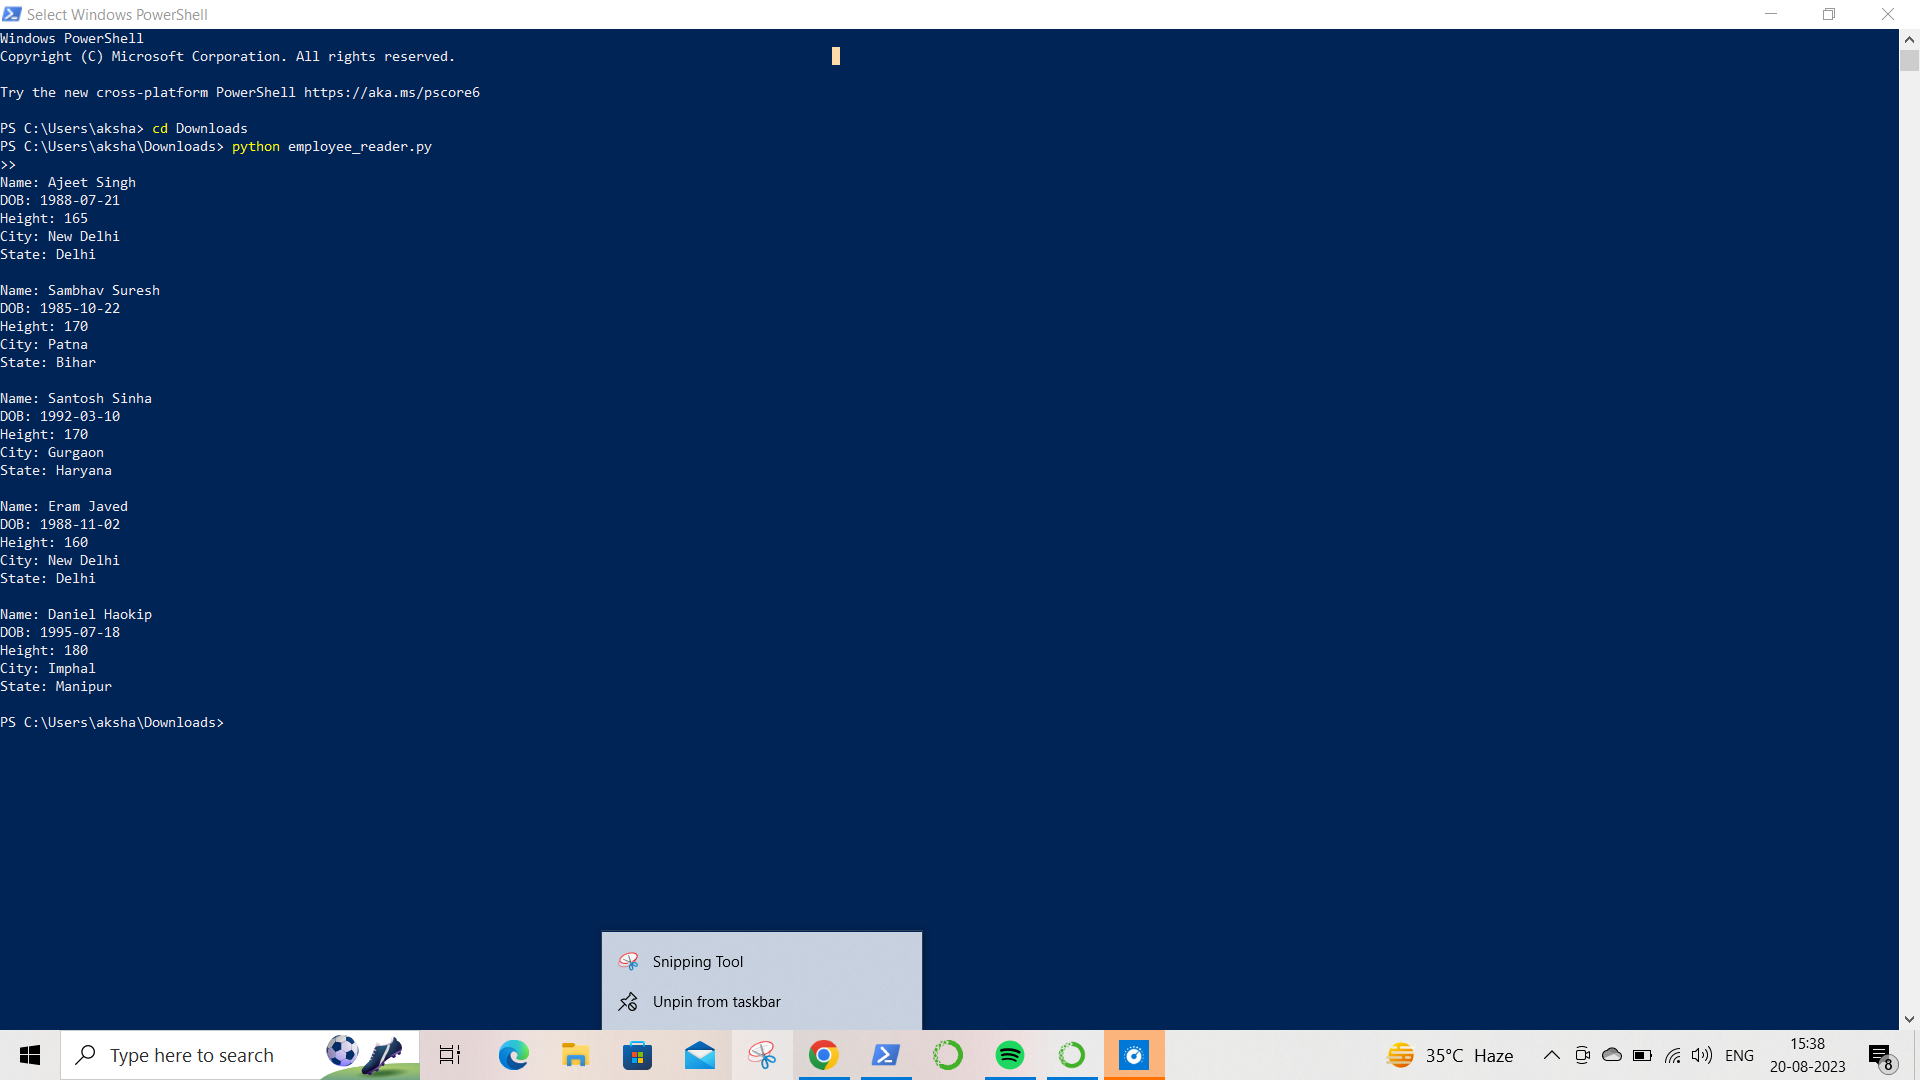 Select Windows PowerShell
Windows PowerShell
Copyright (C) Microsoft Corporation. All rights reserved.
Try the new cross-platform PowerShell https://aka.ms/pscore6
PS C:\Users\aksha> cd Downloads
PS C:\Users\aksha\Downloads> python employee_reader.py
>>
Name: Ajeet Singh
DOB: 1988-07-21
Height: 165
City: New Delhi
State: Delhi
Name: Sambhav Suresh
DOB: 1985-10-22
Height: 170
City: Patna
State: Bihar
Name: Santosh Sinha
DOB: 1992-03-10
Height: 170
City: Gurgaon
State: Haryana
Name: Eram Javed
DOB: 1988-11-02
Height: 160
City: New Delhi
State: Delhi
Name: Daniel Haokip
DOB: 1995-07-18
Height: 180
City: Imphal
State: Manipur
PS C:\Users\aksha\Downloads>
Snipping Tool
Unpin from taskbar
Type here to search
35°C Haze
ENG
15:38
20-08-2023
8